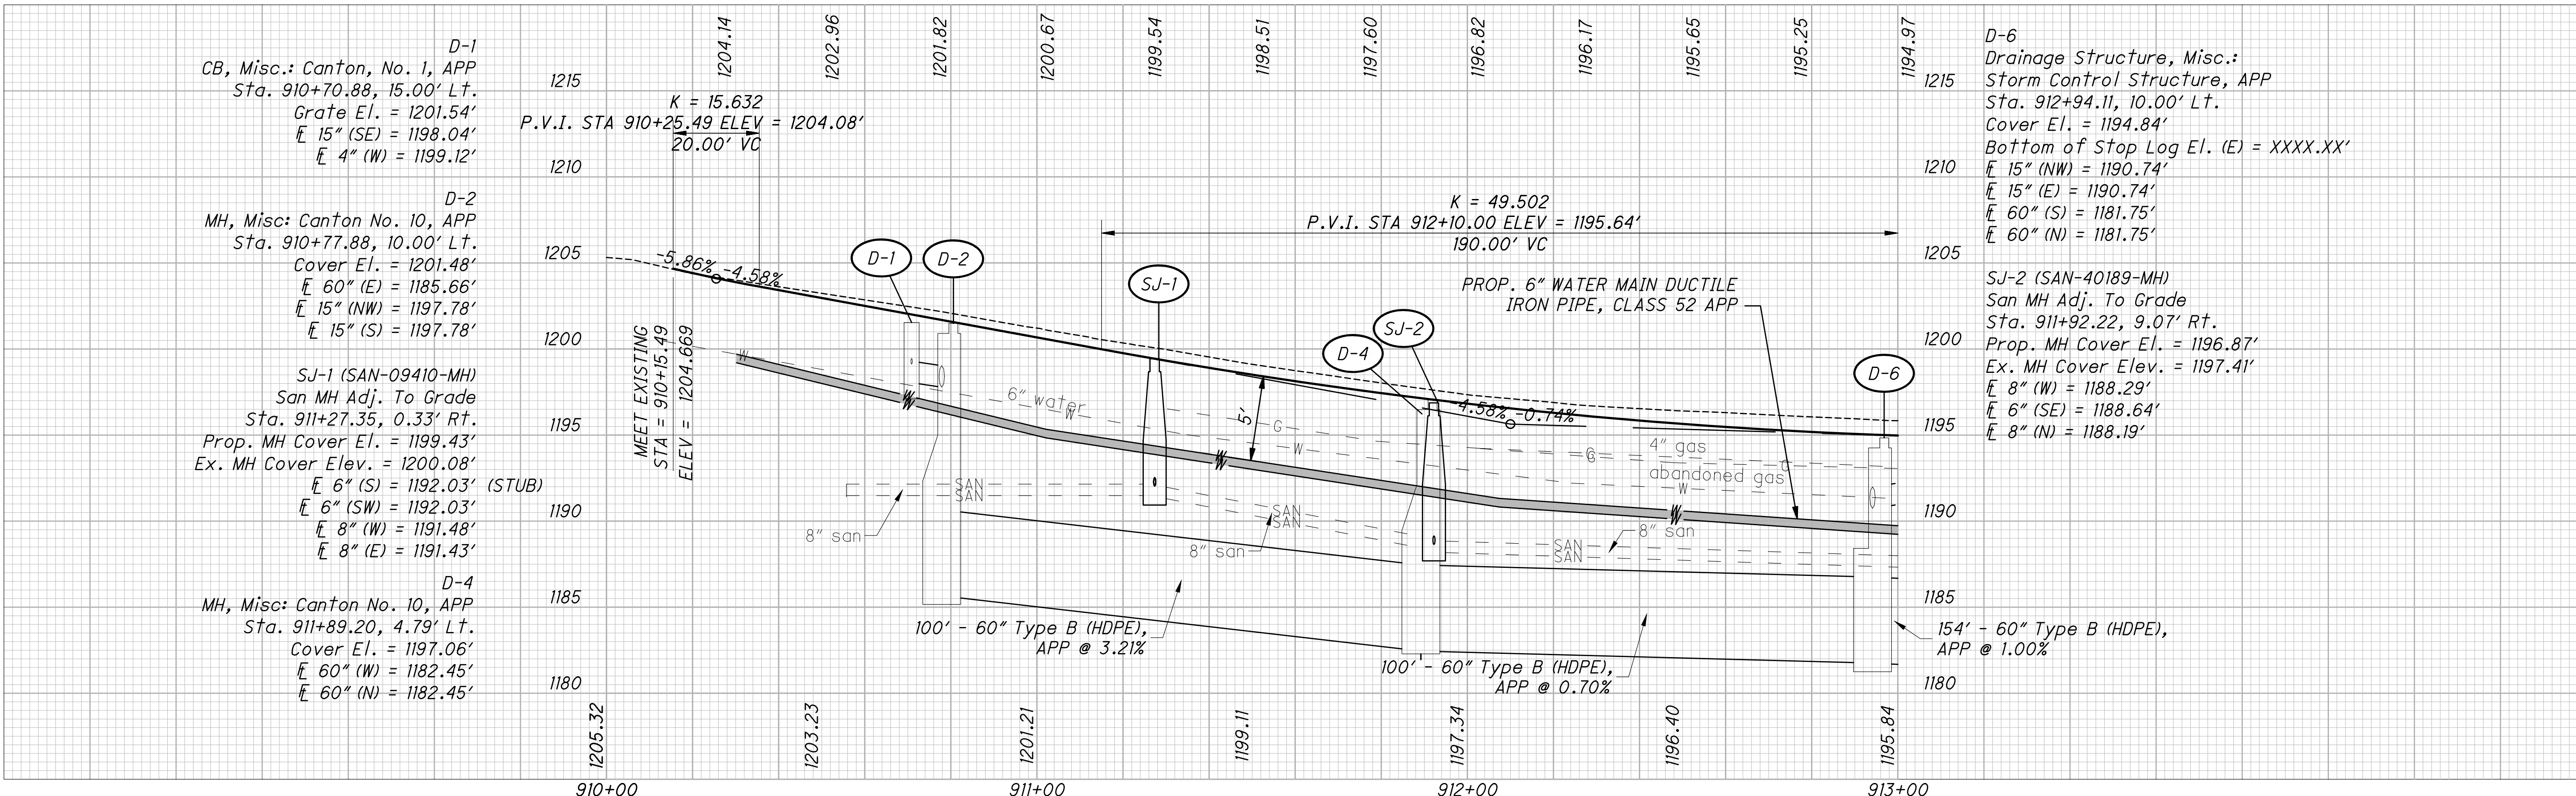 1204.14
1202.96
1201.82
1200.67
1199.54
1198.51
1197.60
1196.82
1196.17
1195.65
1195.25
1194.97
D-1
CB, Misc.: Canton, No. 1, APP
Sta. 910+70.88, 15.00' Lt.
Grate El. = 1201.54'
℄ 15" (SE) = 1198.04'
℄ 4" (W) = 1199.12'
D-2
MH, Misc: Canton No. 10, APP
Sta. 910+77.88, 10.00' Lt.
Cover El. = 1201.48'
℄ 60" (E) = 1185.66'
℄ 15" (NW) = 1197.78'
℄ 15" (S) = 1197.78'
SJ-1 (SAN-09410-MH)
San MH Adj. To Grade
Sta. 911+27.35, 0.33' Rt.
Prop. MH Cover El. = 1199.43'
Ex. MH Cover Elev. = 1200.08'
℄ 6" (S) = 1192.03' (STUB)
℄ 6" (SW) = 1192.03'
℄ 8" (W) = 1191.48'
℄ 8" (E) = 1191.43'
D-4
MH, Misc: Canton No. 10, APP
Sta. 911+89.20, 4.79' Lt.
Cover El. = 1197.06'
℄ 60" (W) = 1182.45'
℄ 60" (N) = 1182.45'
1215
1210
1205
1200
1195
1190
1185
1180
K = 15.632
P.V.I. STA 910+25.49 ELEV = 1204.08'
20.00' VC
-5.86% -4.58%
MEET EXISTING
STA = 910+15.49
ELEV = 1204.669
D-1
D-2
SJ-1
K = 49.502
P.V.I. STA 912+10.00 ELEV = 1195.64'
190.00' VC
PROP. 6" WATER MAIN DUCTILE
IRON PIPE, CLASS 52 APP
SJ-2
D-4
D-6
-4.58% -0.74%
W
6" water
W
G
W
5'
G
G
4" gas
G
abandoned gas
W
SAN
SAN
8" san
SAN
SAN
8" san
SAN
SAN
8" san
100' - 60" Type B (HDPE),
APP @ 3.21%
100' - 60" Type B (HDPE),
APP @ 0.70%
154' - 60" Type B (HDPE),
APP @ 1.00%
1215
1210
1205
1200
1195
1190
1185
1180
D-6
Drainage Structure, Misc.:
Storm Control Structure, APP
Sta. 912+94.11, 10.00' Lt.
Cover El. = 1194.84'
Bottom of Stop Log El. (E) = XXXX.XX'
℄ 15" (NW) = 1190.74'
℄ 15" (E) = 1190.74'
℄ 60" (S) = 1181.75'
℄ 60" (N) = 1181.75'
SJ-2 (SAN-40189-MH)
San MH Adj. To Grade
Sta. 911+92.22, 9.07' Rt.
Prop. MH Cover El. = 1196.87'
Ex. MH Cover Elev. = 1197.41'
℄ 8" (W) = 1188.29'
℄ 6" (SE) = 1188.64'
℄ 8" (N) = 1188.19'
1205.32
1203.23
1201.21
1199.11
1197.34
1196.40
1195.84
910+00
911+00
912+00
913+00